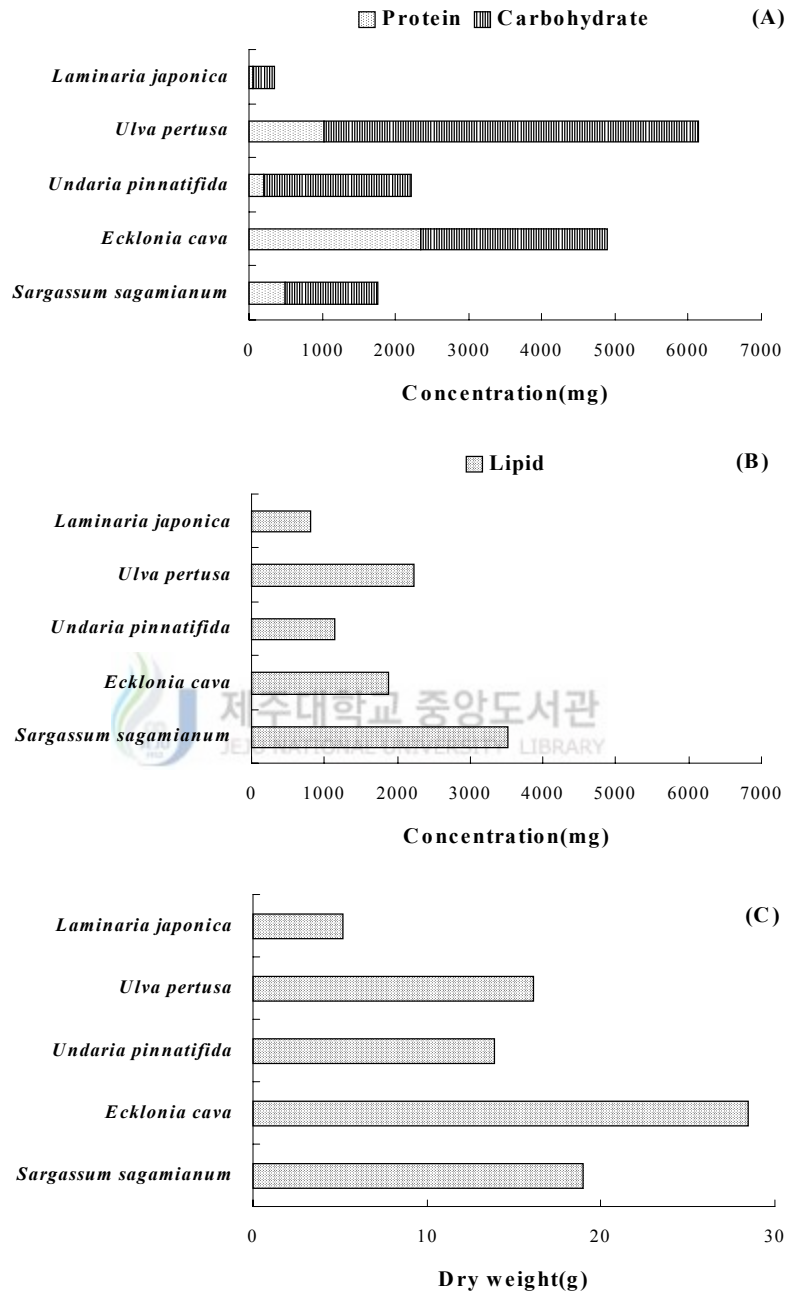 Protein Carbohydrate (A)
Laminaria japonica
Ulva pertusa
Undaria pinnatifida
Ecklonia cava
Sargassum sagamianum
0 1000 2000 3000 4000 5000 6000 7000
Concentration(mg)
Lipid (B)
Laminaria japonica
Ulva pertusa
Undaria pinnatifida
Ecklonia cava
Sargassum sagamianum
제주대학교 중앙도서관
JEJU NATIONAL UNIVERSITY LIBRARY
0 1000 2000 3000 4000 5000 6000 7000
Concentration(mg)
(C)
Laminaria japonica
Ulva pertusa
Undaria pinnatifida
Ecklonia cava
Sargassum sagamianum
0 10 20 30
Dry weight(g)